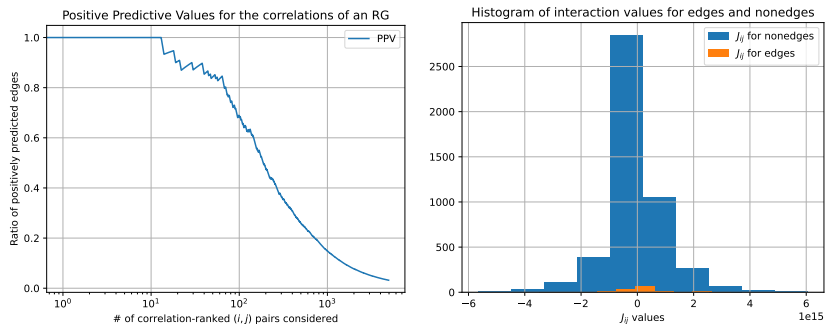 Positive Predictive Values for the correlations of an RG
1.0
0.8
0.6
0.4
0.2
0.0
Ratio of positively predicted edges
PPV
10⁰ 10¹ 10² 10³
# of correlation-ranked (i, j) pairs considered
Histogram of interaction values for edges and nonedges
J_ij for nonedges
J_ij for edges
2500
2000
1500
1000
500
0
−6 −4 −2 0 2 4 6
1e15
J_ij values